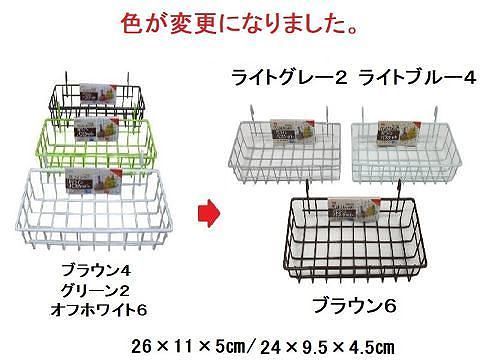 色が変更になりました。
ライトグレー2 ライトブルー4
ブラウン4
グリーン2
オフホワイト6
ブラウン6
26×11×5㎝/24×9.5×4.5㎝